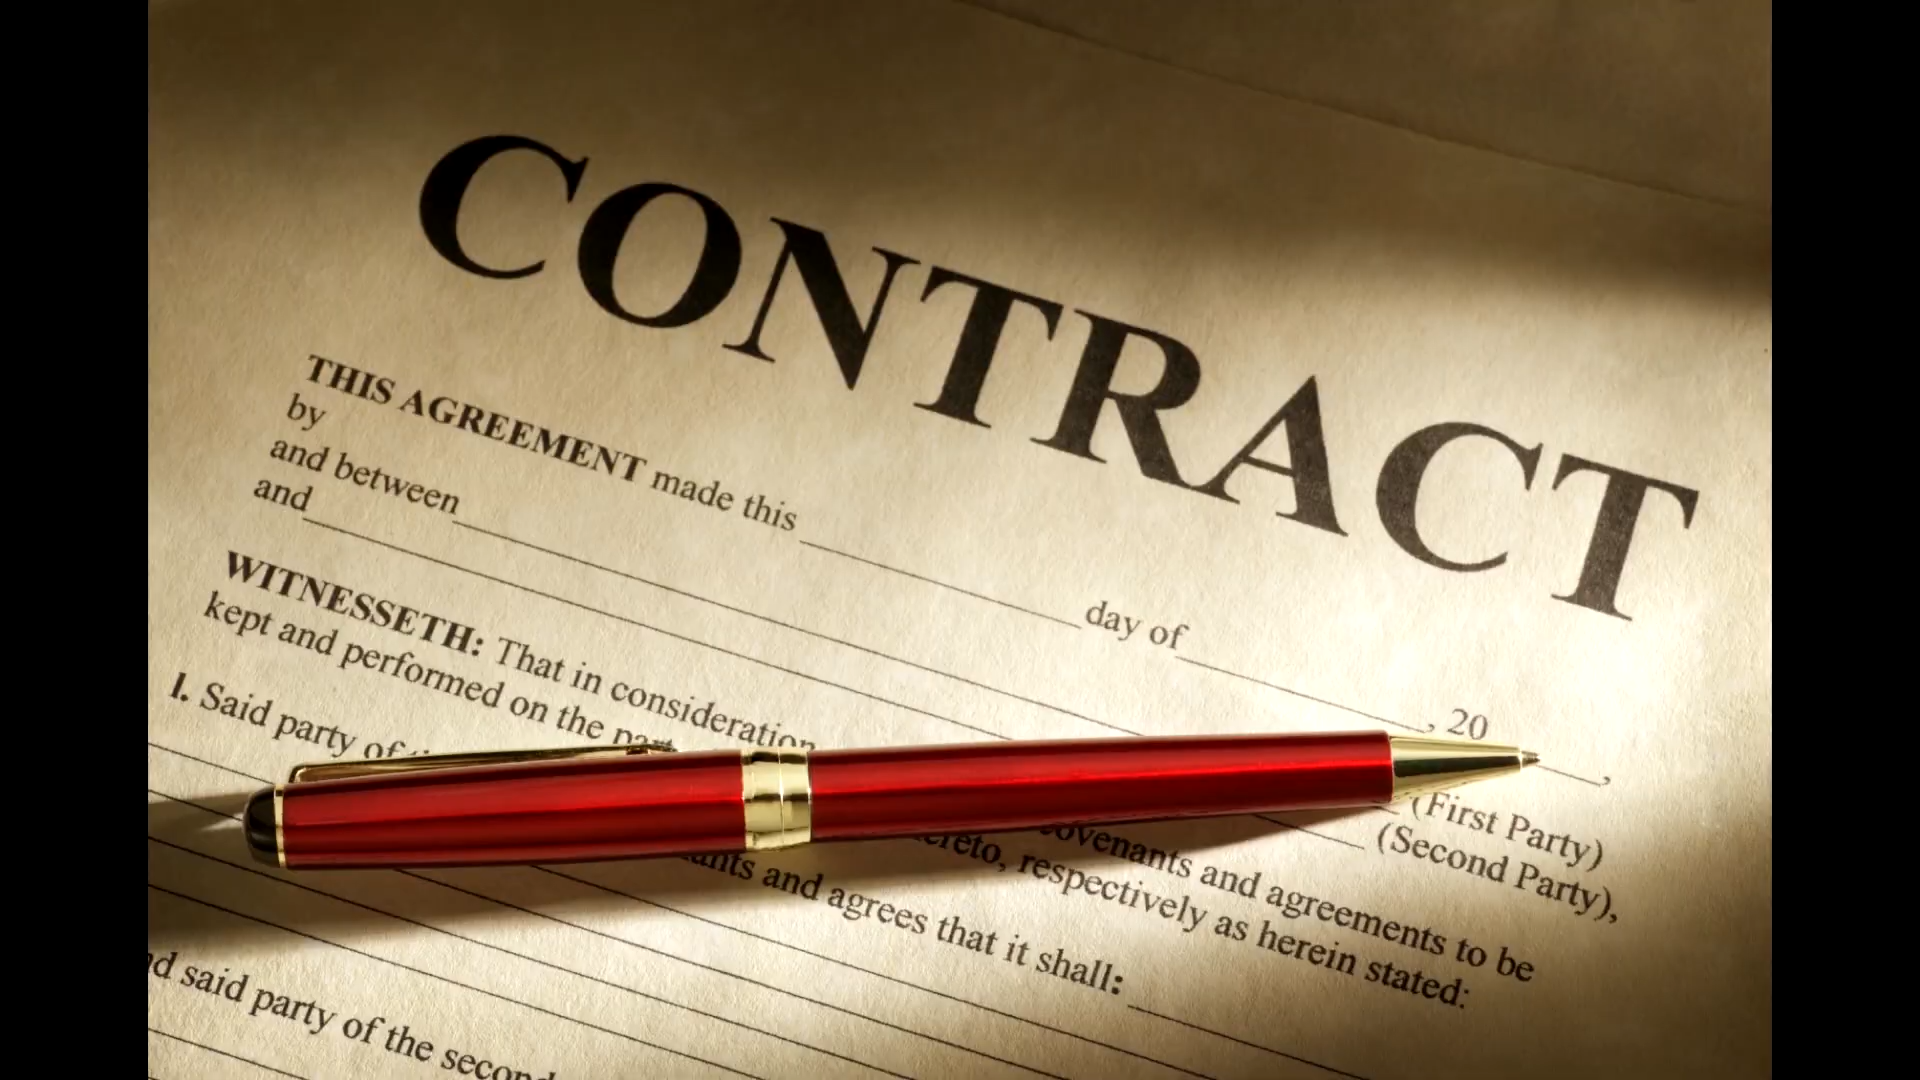 CONTRACT
THIS AGREEMENT made this day of , 20 ,
by
and between (First Party)
and (Second Party),
WITNESSETH: That in consideration covenants and agreements to be
kept and performed on the respectively as herein stated:
I. Said party of and agrees that it shall:
said party of the